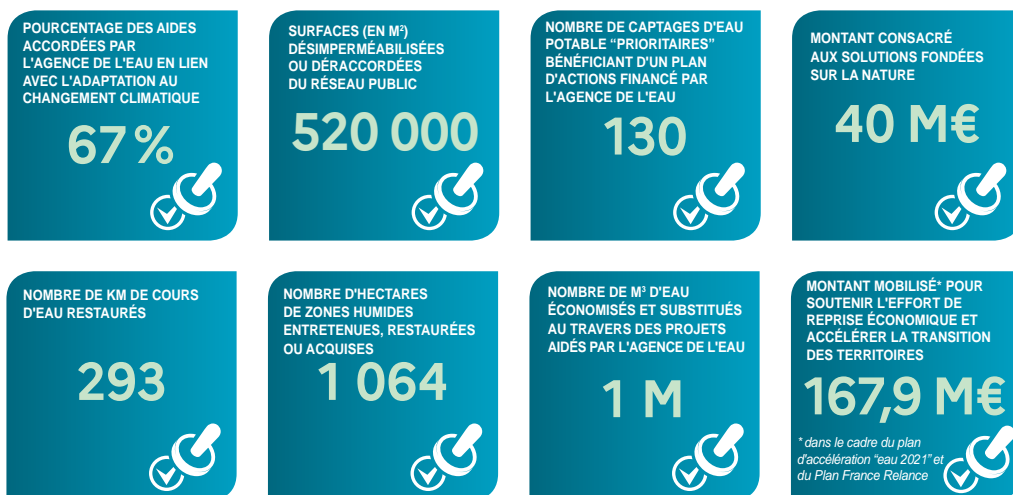 POURCENTAGE DES AIDES
ACCORDÉES PAR
L'AGENCE DE L'EAU EN LIEN
AVEC L'ADAPTATION AU
CHANGEMENT CLIMATIQUE
67 %
SURFACES (EN M²)
DÉSIMPERMÉABILISÉES
OU DÉRACCORDÉES
DU RÉSEAU PUBLIC
520 000
NOMBRE DE CAPTAGES D'EAU
POTABLE “PRIORITAIRES”
BÉNÉFICIANT D'UN PLAN
D'ACTIONS FINANCÉ PAR
L'AGENCE DE L'EAU
130
MONTANT CONSACRÉ
AUX SOLUTIONS FONDÉES
SUR LA NATURE
40 M€
NOMBRE DE KM DE COURS
D'EAU RESTAURÉS
293
NOMBRE D'HECTARES
DE ZONES HUMIDES
ENTRETENUES, RESTAURÉES
OU ACQUISES
1 064
NOMBRE DE M³ D'EAU
ÉCONOMISÉS ET SUBSTITUÉS
AU TRAVERS DES PROJETS
AIDÉS PAR L'AGENCE DE L'EAU
1 M
MONTANT MOBILISÉ* POUR
SOUTENIR L'EFFORT DE
REPRISE ÉCONOMIQUE ET
ACCÉLÉRER LA TRANSITION
DES TERRITOIRES
167,9 M€
* dans le cadre du plan
d'accélération “eau 2021” et
du Plan France Relance